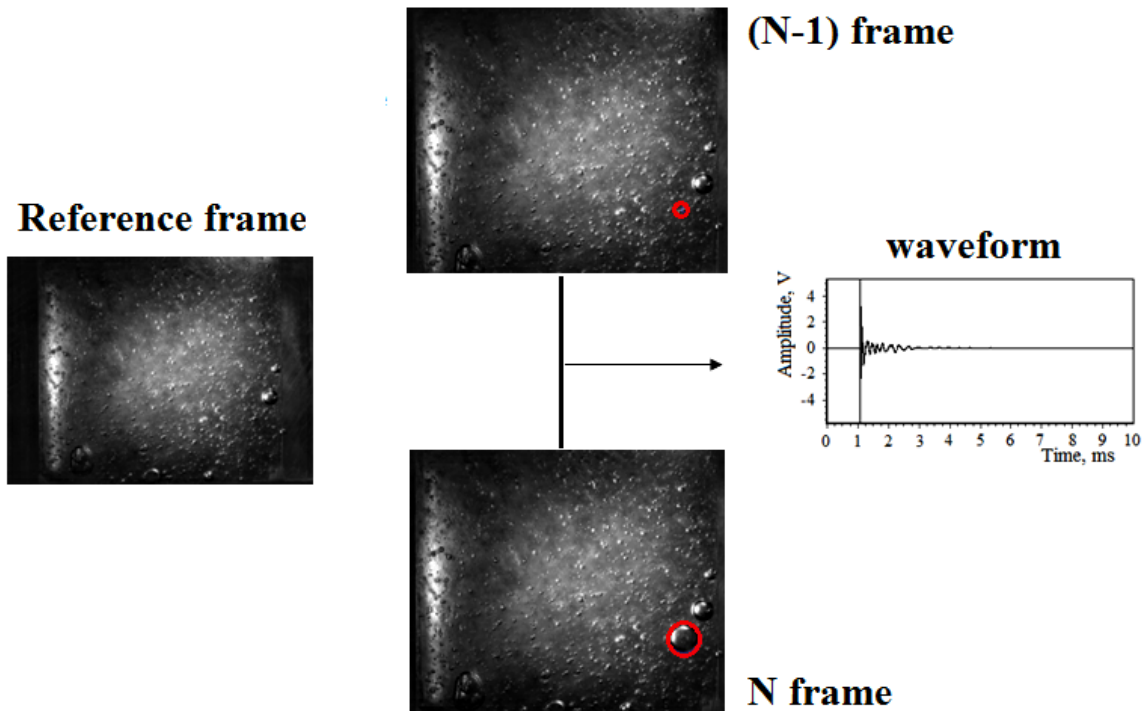 (N-1) frame
Reference frame
waveform
Amplitude, V
4
2
0
-2
-4
0 1 2 3 4 5 6 7 8 9 10
Time, ms
N frame